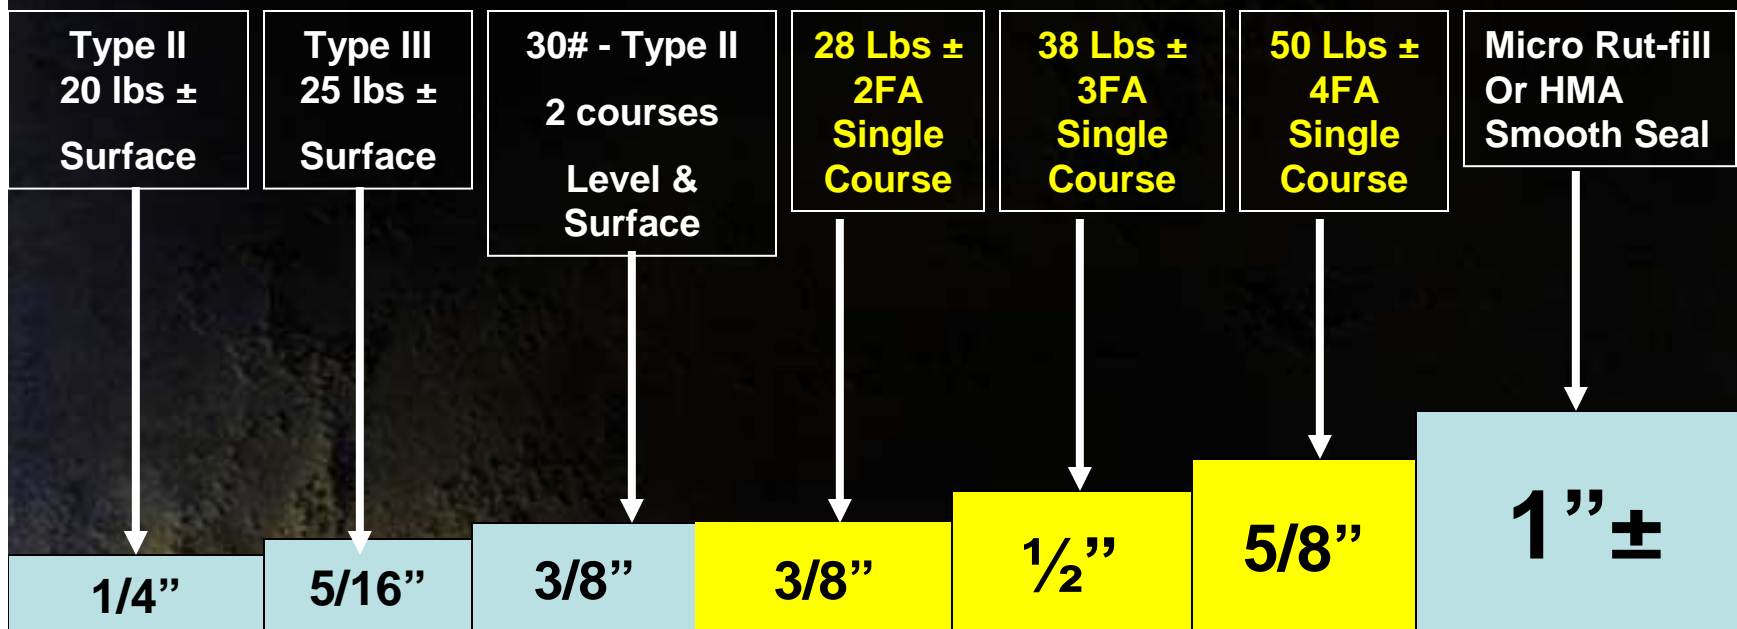 Type II
20 lbs ±
Surface
Type III
25 lbs ±
Surface
30# - Type II
2 courses
Level &
Surface
28 Lbs ±
2FA
Single
Course
38 Lbs ±
3FA
Single
Course
50 Lbs ±
4FA
Single
Course
Micro Rut-fill
Or HMA
Smooth Seal
1/4”
5/16”
3/8”
3/8”
½”
5/8”
1”±